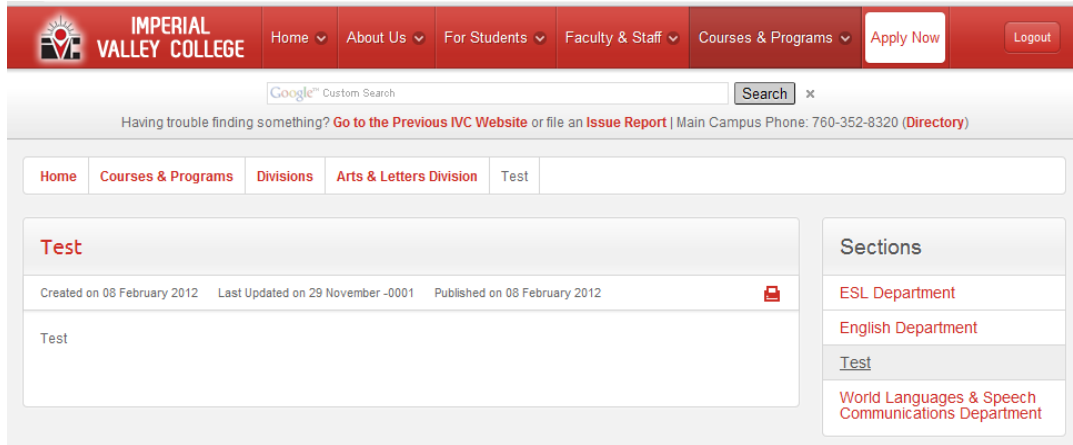 IMPERIAL
VALLEY COLLEGE
IVC
Home About Us For Students Faculty & Staff Courses & Programs Apply Now Logout
Google™ Custom Search Search ×
Having trouble finding something? Go to the Previous IVC Website or file an Issue Report | Main Campus Phone: 760-352-8320 (Directory)
Home Courses & Programs Divisions Arts & Letters Division Test
Test
Created on 08 February 2012 Last Updated on 29 November -0001 Published on 08 February 2012
Test
Sections
ESL Department
English Department
Test
World Languages & Speech
Communications Department